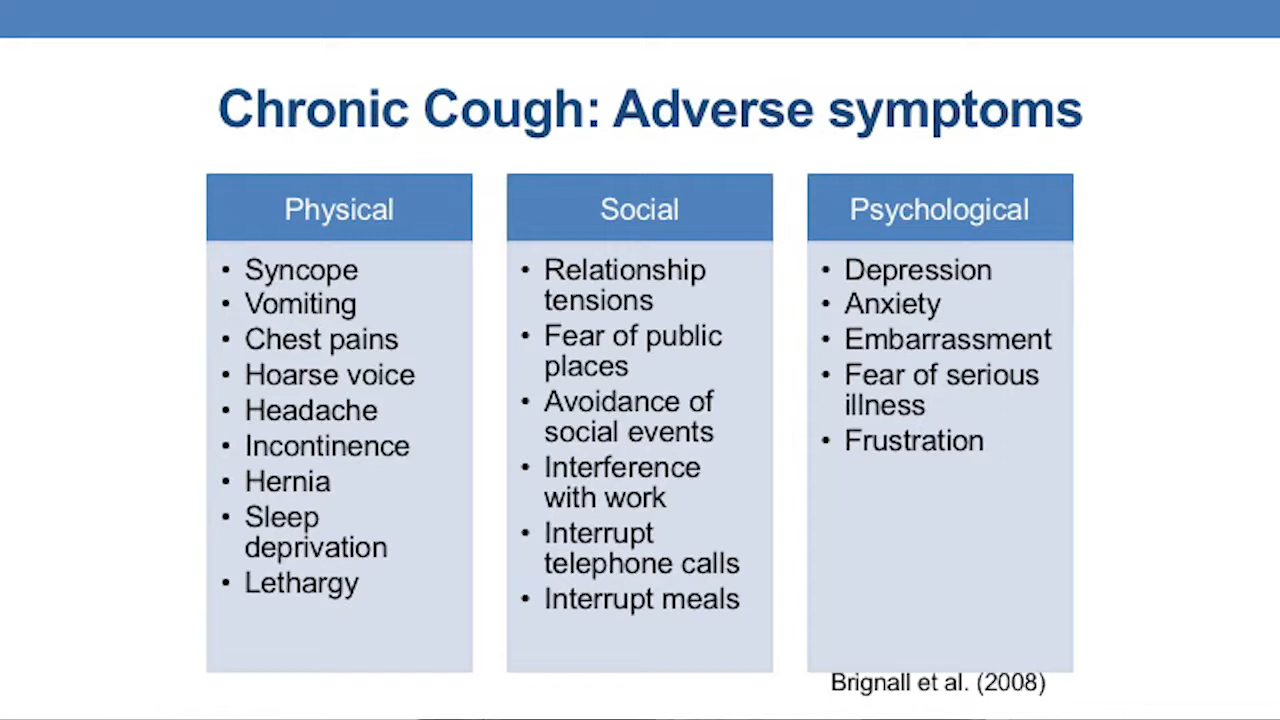 Chronic Cough: Adverse symptoms
Physical
• Syncope
• Vomiting
• Chest pains
• Hoarse voice
• Headache
• Incontinence
• Hernia
• Sleep
deprivation
• Lethargy
Social
• Relationship
tensions
• Fear of public
places
• Avoidance of
social events
• Interference
with work
• Interrupt
telephone calls
• Interrupt meals
Psychological
• Depression
• Anxiety
• Embarrassment
• Fear of serious
illness
• Frustration
Brignall et al. (2008)